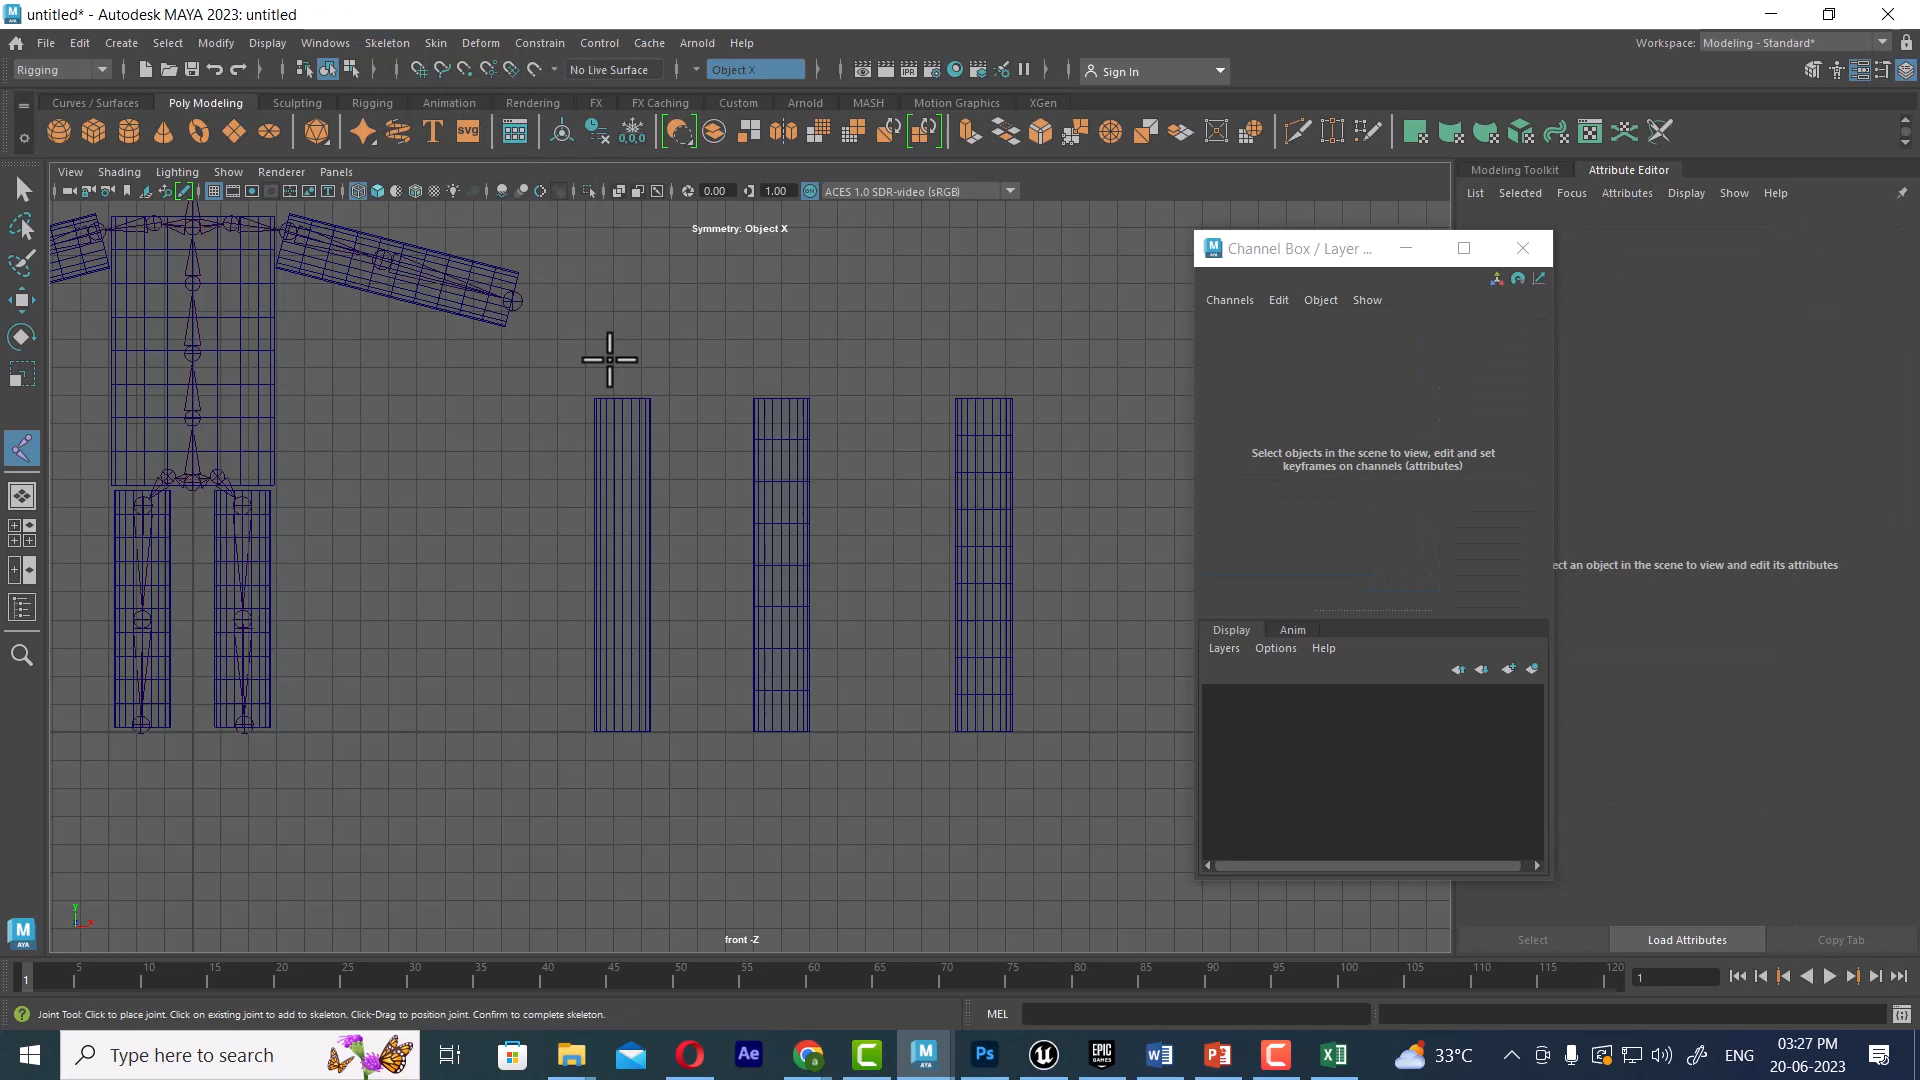 untitled* - Autodesk MAYA 2023: untitled
File Edit Create Select Modify Display Windows Skeleton Skin Deform Constrain Control Cache Arnold Help
Workspace: Modeling - Standard*
Rigging
No Live Surface
Object X
Sign In
Curves / Surfaces Poly Modeling Sculpting Rigging Animation Rendering FX FX Caching Custom Arnold MASH Motion Graphics XGen
T SVG 0,0,0
View Shading Lighting Show Renderer Panels
0.00 1.00 ACES 1.0 SDR-video (sRGB)
Symmetry: Object X
front -Z
y
x
Channel Box / Layer ...
Channels Edit Object Show
Select objects in the scene to view, edit and set
keyframes on channels (attributes)
Display Anim
Layers Options Help
Modeling Toolkit Attribute Editor
List Selected Focus Attributes Display Show Help
ect an object in the scene to view and edit its attributes
Select Load Attributes Copy Tab
1 5 10 15 20 25 30 35 40 45 50 55 60 65 70 75 80 85 90 95 100 105 110 115 120
1
Joint Tool: Click to place joint. Click on existing joint to add to skeleton. Click-Drag to position joint. Confirm to complete skeleton.
MEL
Type here to search
33°C
ENG
03:27 PM
20-06-2023